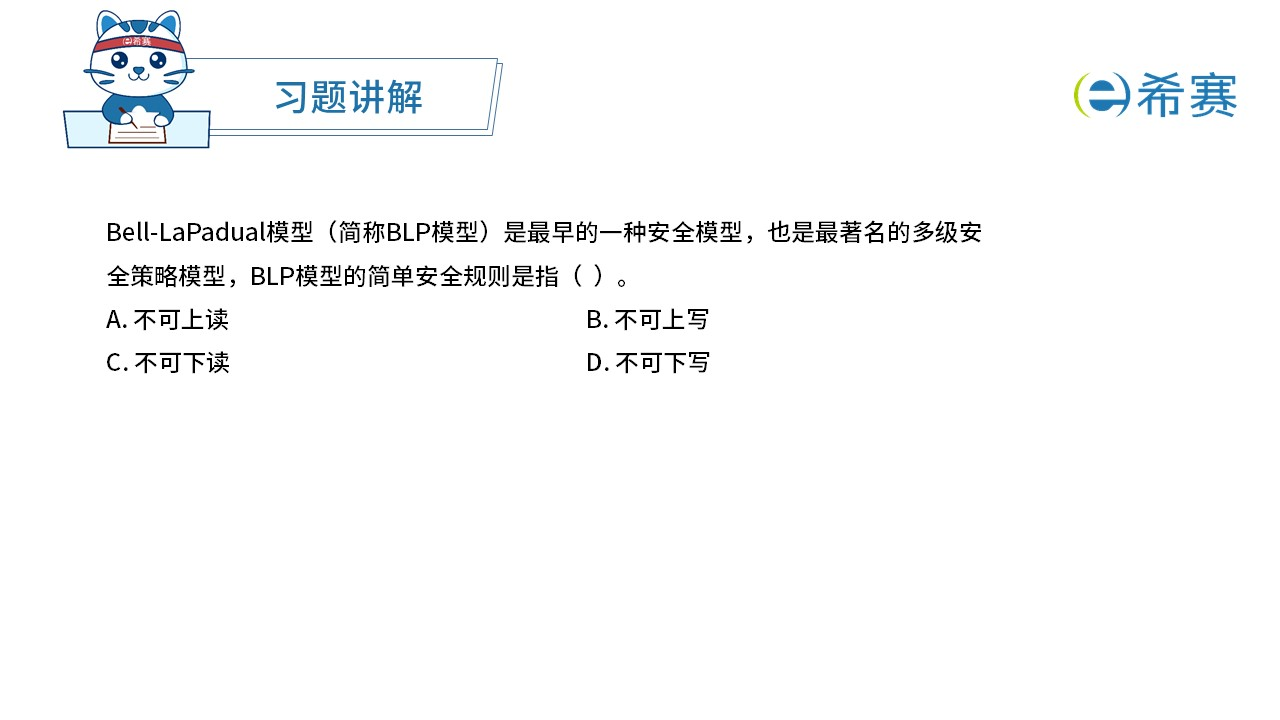 希赛
习题讲解
希赛
Bell-LaPadual模型（简称BLP模型）是最早的一种安全模型，也是最著名的多级安
全策略模型，BLP模型的简单安全规则是指（ ）。
A. 不可上读 B. 不可上写
C. 不可下读 D. 不可下写